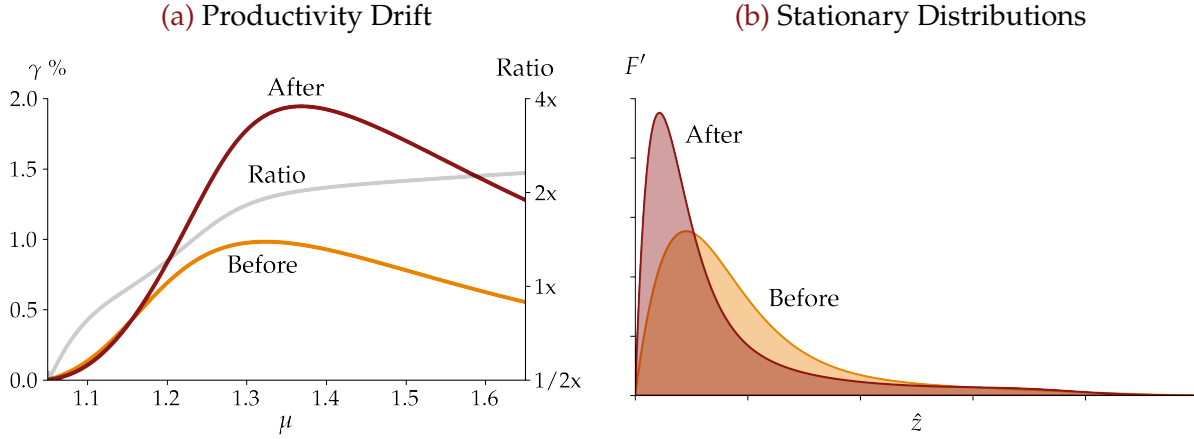 (a) Productivity Drift
γ %
Ratio
2.0
1.5
1.0
0.5
0.0
4x
2x
1x
1/2x
After
Ratio
Before
1.1 1.2 1.3 1.4 1.5 1.6
μ
(b) Stationary Distributions
F′
After
Before
ẑ